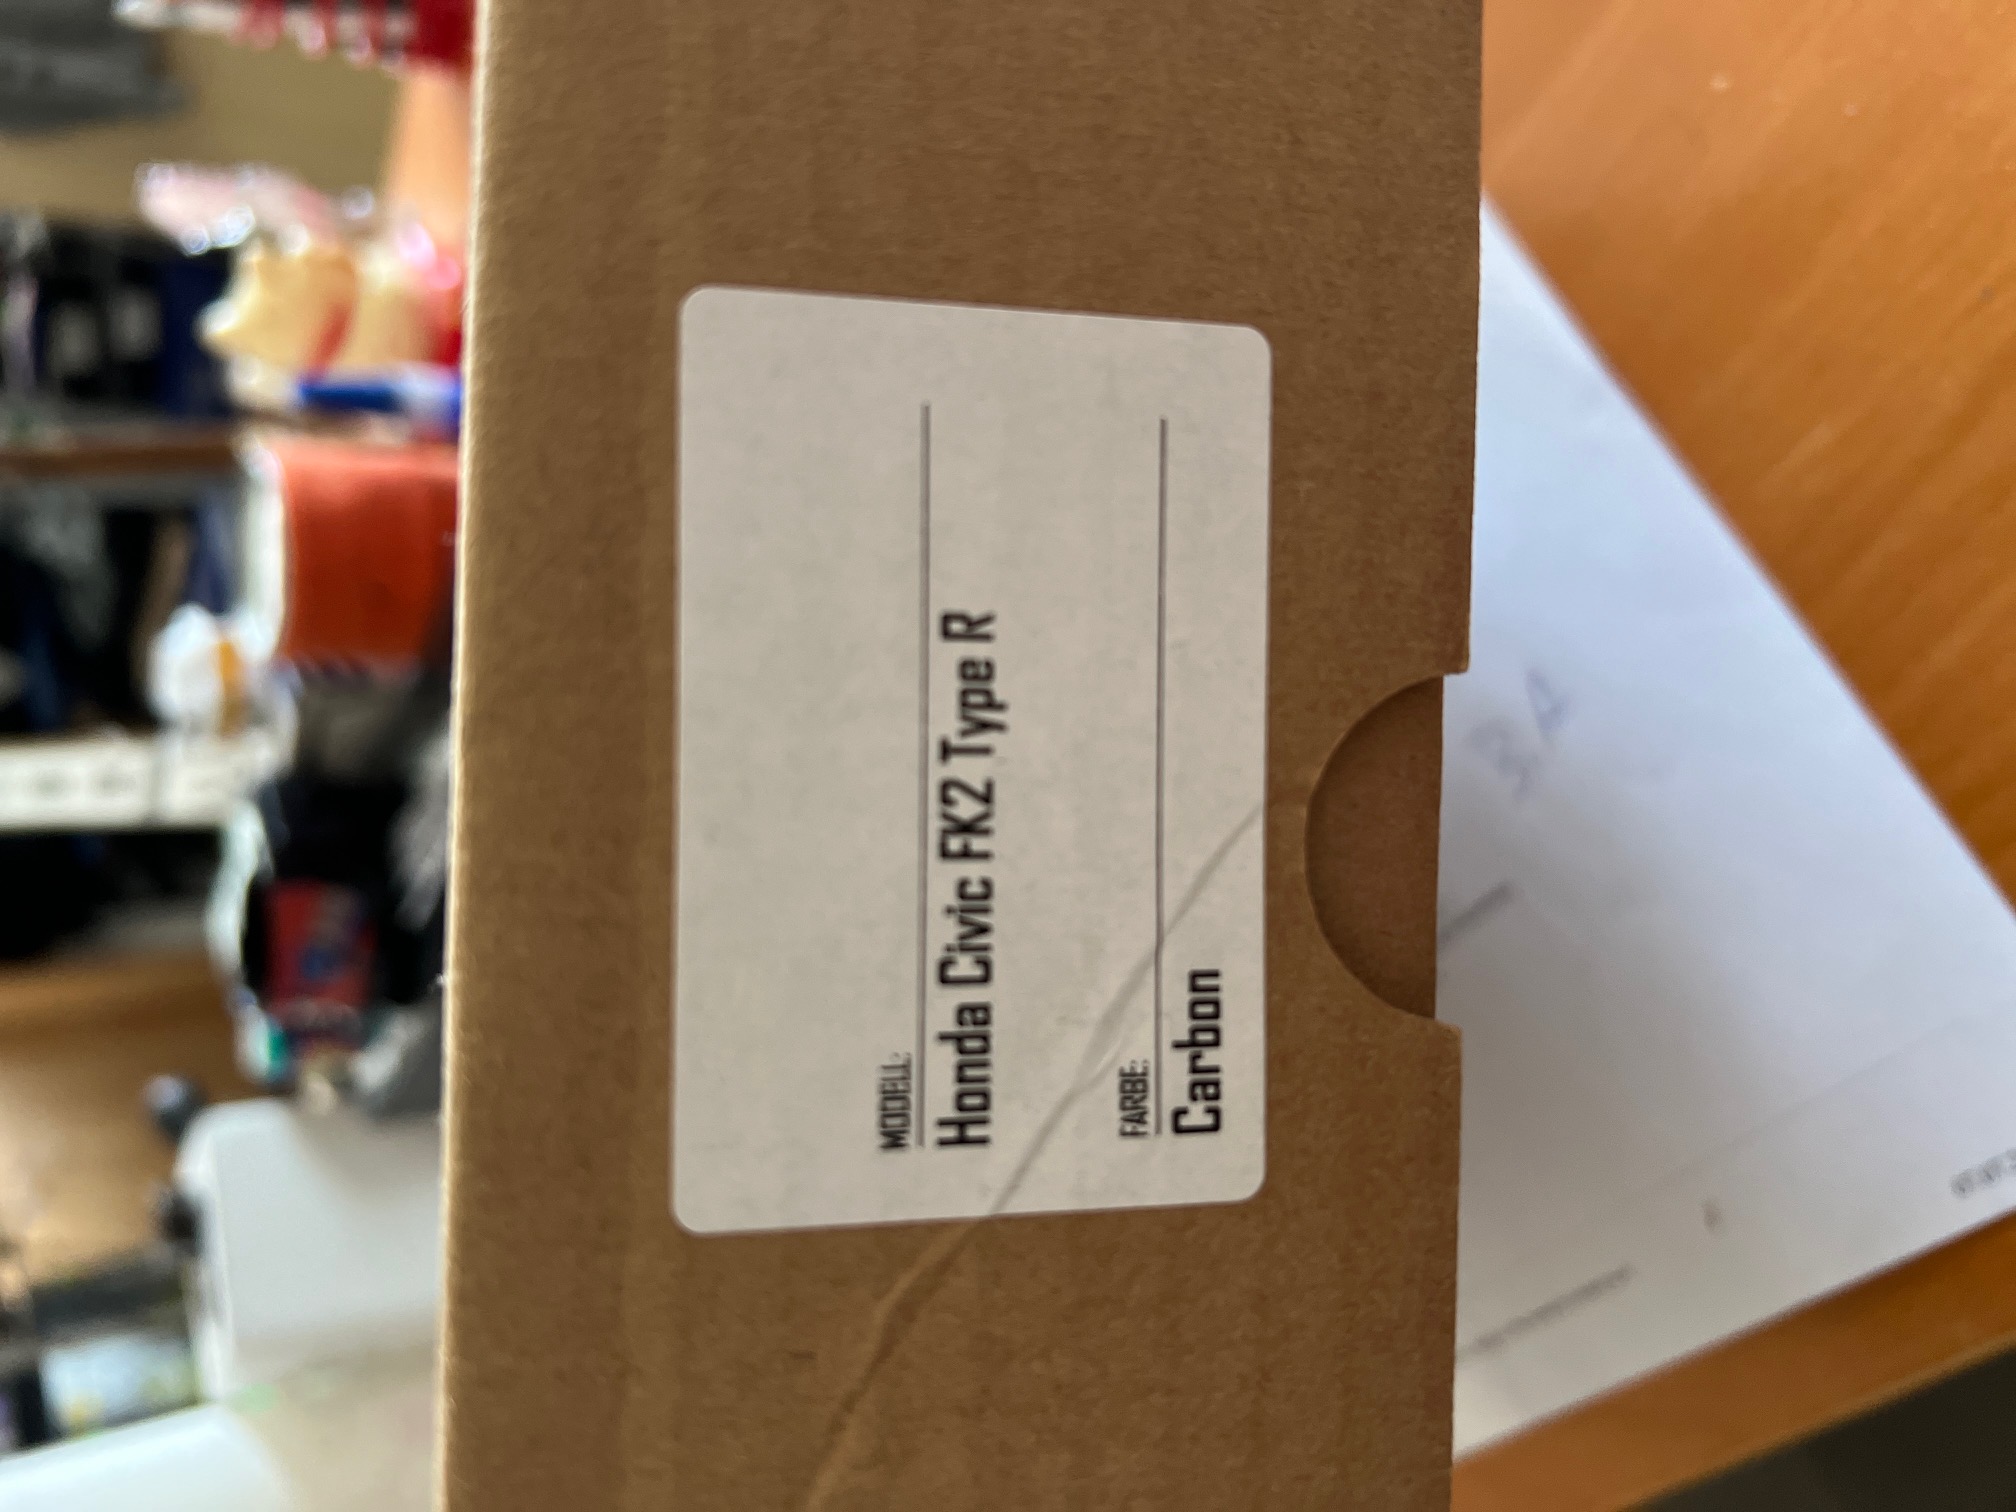 MODELL:
Honda Civic FK2 Type R
FARBE:
Carbon